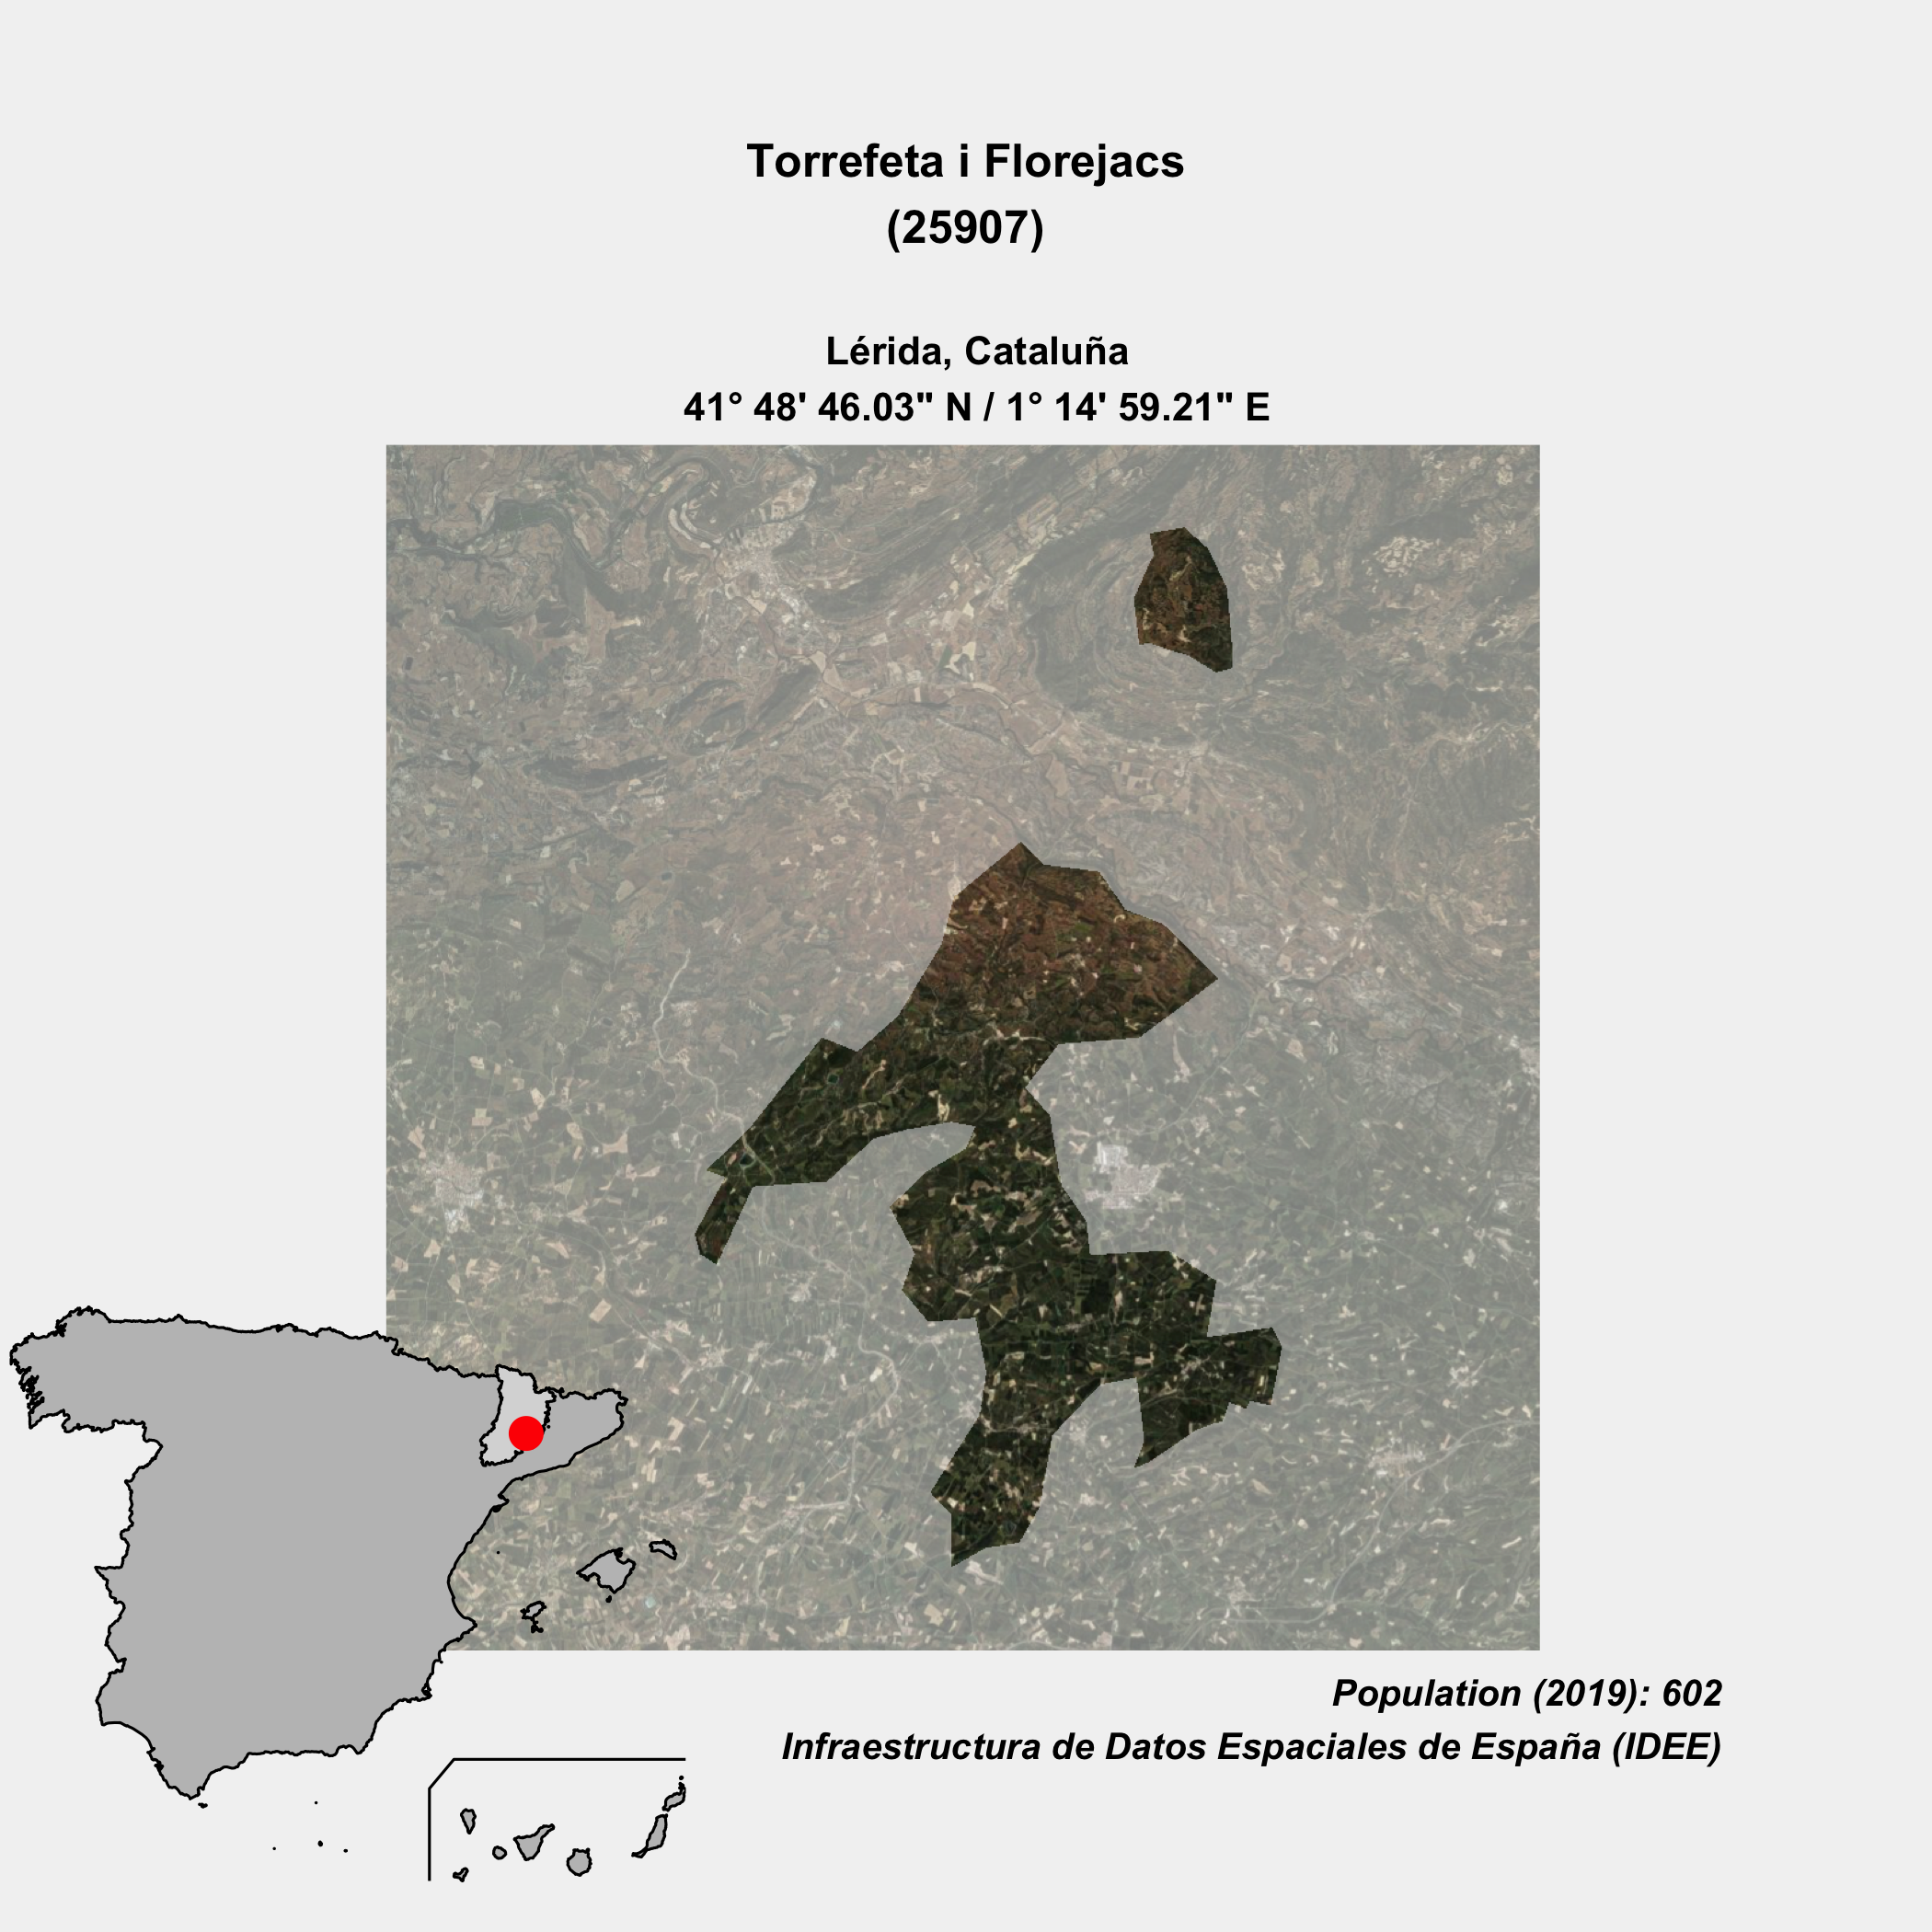 Torrefeta i Florejacs
(25907)
Lérida, Cataluña
41° 48' 46.03" N / 1° 14' 59.21" E
Population (2019): 602
Infraestructura de Datos Espaciales de España (IDEE)